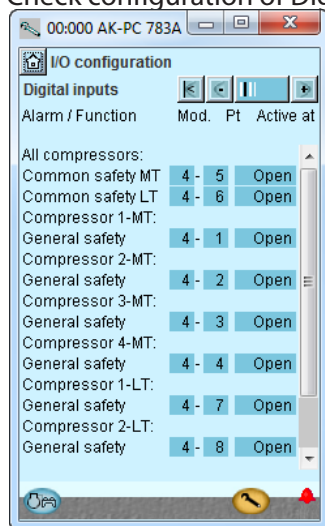 Check configuration of Di
00:000 AK-PC 783A
I/O configuration
Digital inputs
Alarm / Function Mod. Pt Active at
All compressors:
Common safety MT 4 - 5 Open
Common safety LT 4 - 6 Open
Compressor 1-MT:
General safety 4 - 1 Open
Compressor 2-MT:
General safety 4 - 2 Open
Compressor 3-MT:
General safety 4 - 3 Open
Compressor 4-MT:
General safety 4 - 4 Open
Compressor 1-LT:
General safety 4 - 7 Open
Compressor 2-LT:
General safety 4 - 8 Open